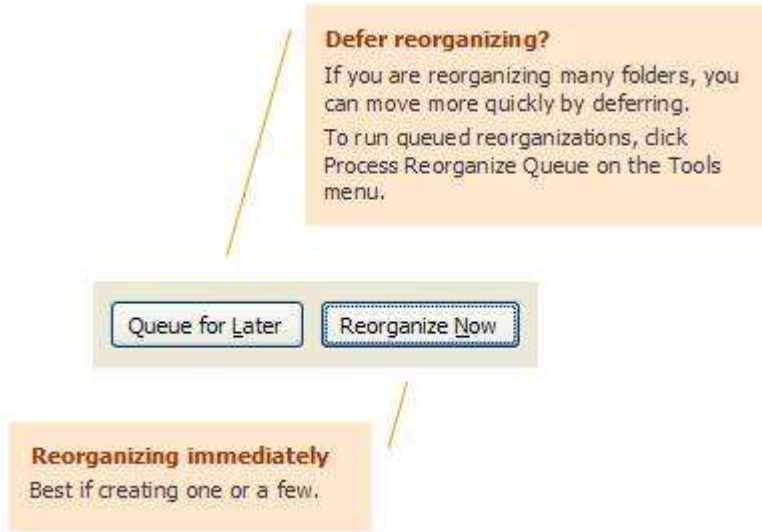 Defer reorganizing?
If you are reorganizing many folders, you
can move more quickly by deferring.
To run queued reorganizations, click
Process Reorganize Queue on the Tools
menu.
Queue for Later
Reorganize Now
Reorganizing immediately
Best if creating one or a few.